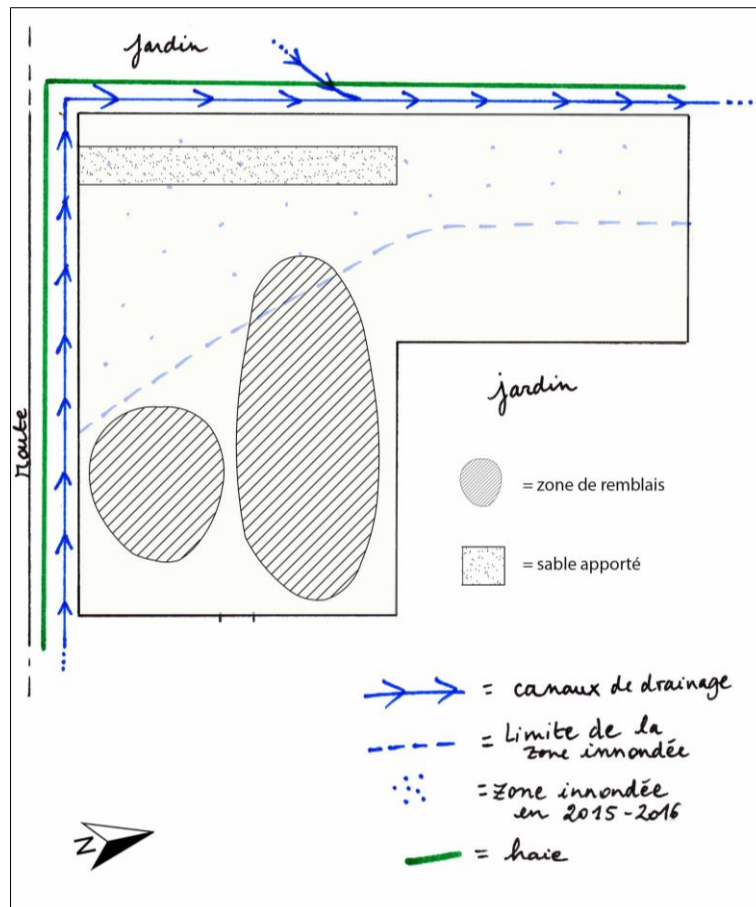 jardin
route
jardin
= zone de remblais
= sable apporté
= canaux de drainage
= Limite de la
zone innondée
= Zone innondée
en 2015-2016
= haie
N